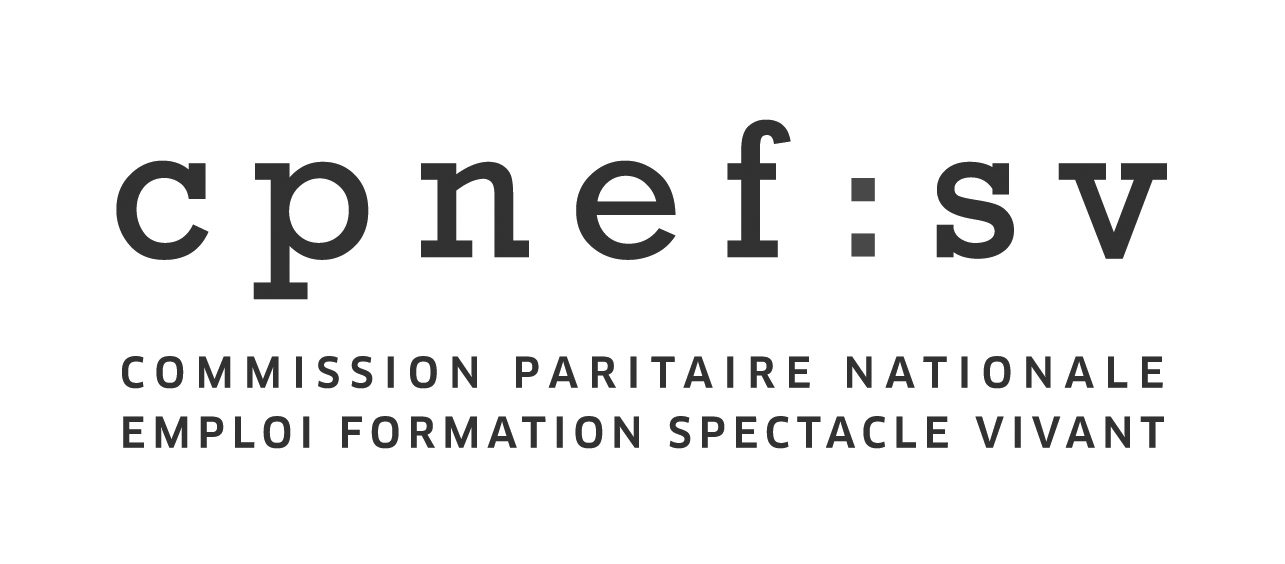 cpnef:sv
COMMISSION PARITAIRE NATIONALE
EMPLOI FORMATION SPECTACLE VIVANT